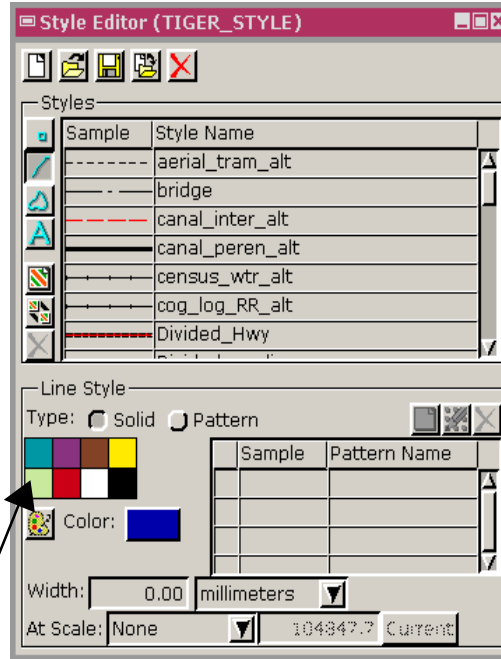 Style Editor (TIGER_STYLE)
Styles
A
Sample Style Name
aerial_tram_alt
bridge
canal_inter_alt
canal_peren_alt
census_wtr_alt
cog_log_RR_alt
Divided_Hwy
Line Style
Type: Solid Pattern
Sample Pattern Name
Color:
Width: 0.00 millimeters
At Scale: None 104847.7 Current